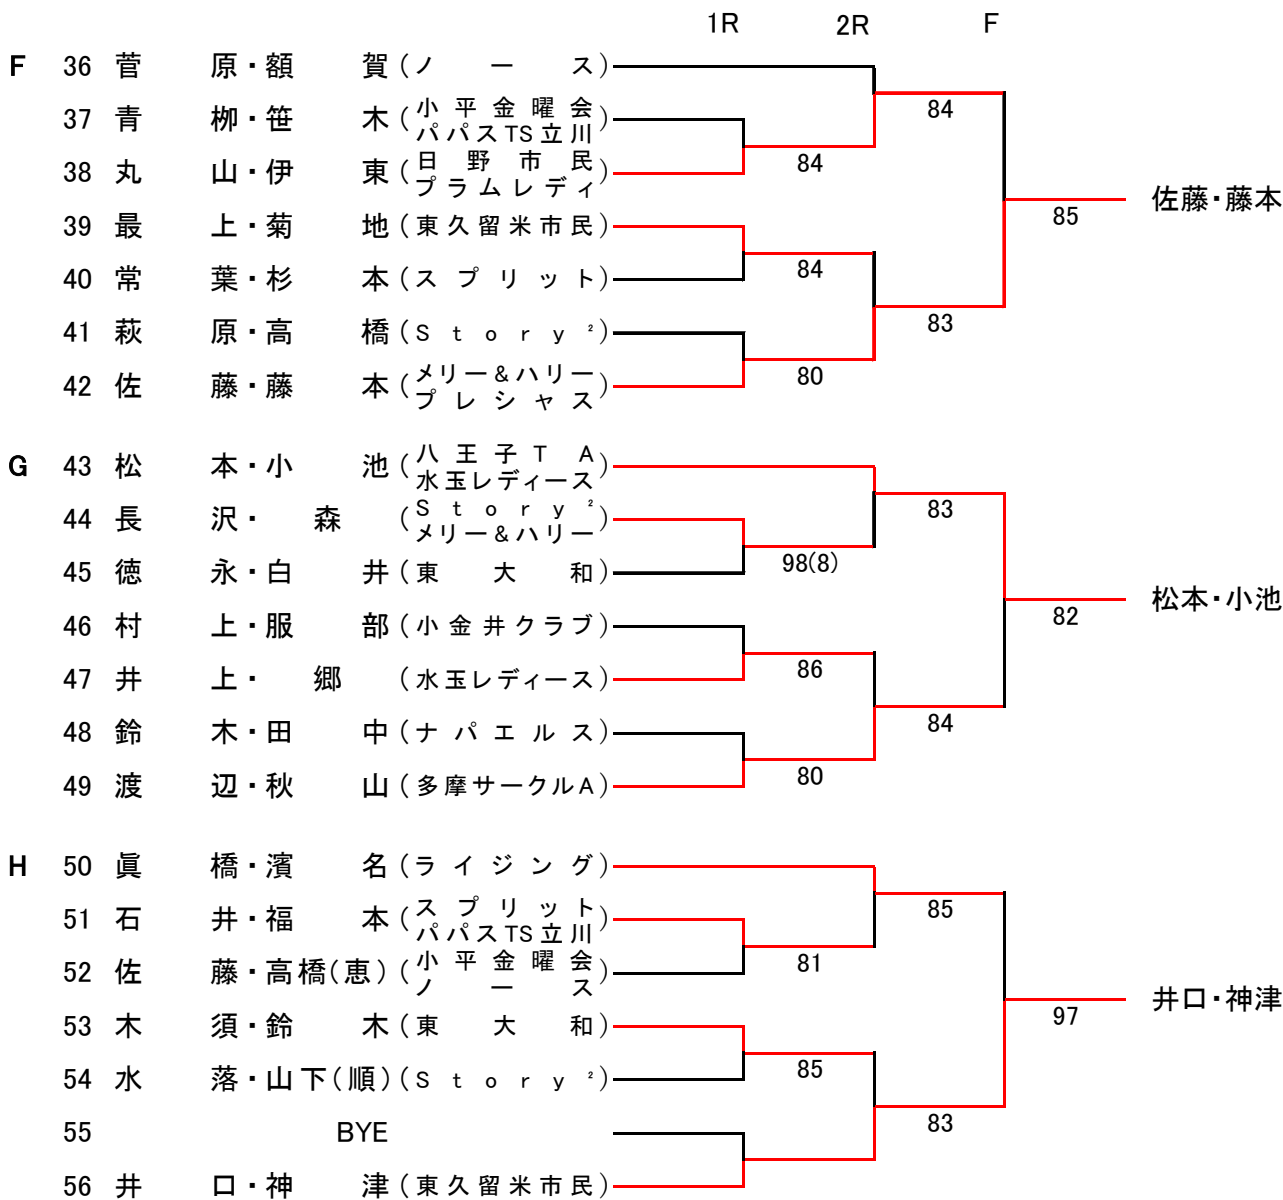 1R 2R F
F 36 菅原・額賀(ノース)
84
37 青栁・笹木(小平金曜会 パパスTS立川)
84
38 丸山・伊東(日野市民 プラムレディ)
佐藤・藤本
85
39 最上・菊地(東久留米市民)
84
40 常葉・杉本(スプリット)
83
41 萩原・高橋(Story²)
80
42 佐藤・藤本(メリー&ハリー プレシャス)
G 43 松本・小池(八王子TA 水玉レディース)
83
44 長沢・森(Story² メリー&ハリー)
98(8)
45 徳永・白井(東大和)
松本・小池
82
46 村上・服部(小金井クラブ)
86
47 井上・郷(水玉レディース)
84
48 鈴木・田中(ナパエルス)
80
49 渡辺・秋山(多摩サークルA)
H 50 眞橋・濱名(ライジング)
85
51 石井・福本(スプリット パパスTS立川)
81
52 佐藤・高橋(恵)(小平金曜会 ノース)
井口・神津
97
53 木須・鈴木(東大和)
85
54 水落・山下(順)(Story²)
83
55 BYE
56 井口・神津(東久留米市民)